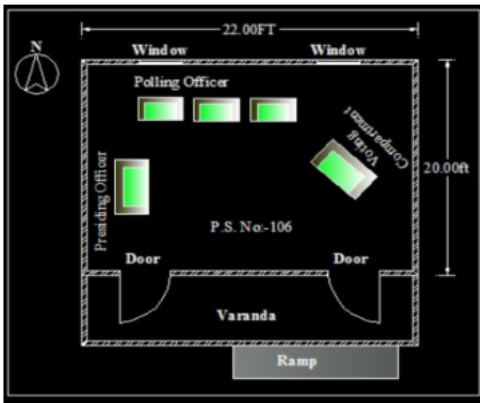 22.00FT
N
Window
Window
Polling Officer
Voting
Compartment
20.00ft
Presiding Officer
P.S. No:-106
Door
Door
Varanda
Ramp